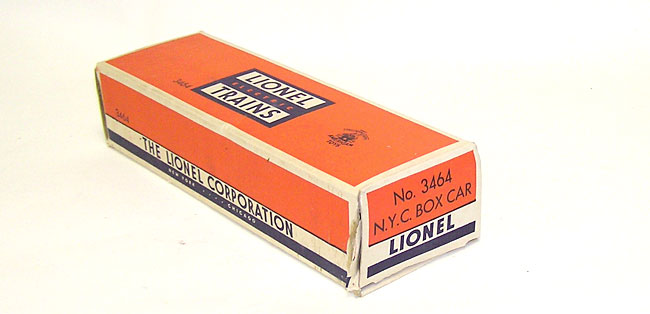 3464
LIONEL
ELECTRIC
TRAINS
3464
THE LIONEL CORPORATION
NEW YORK . . . . CHICAGO
No. 3464
N.Y.C. BOX CAR
LIONEL